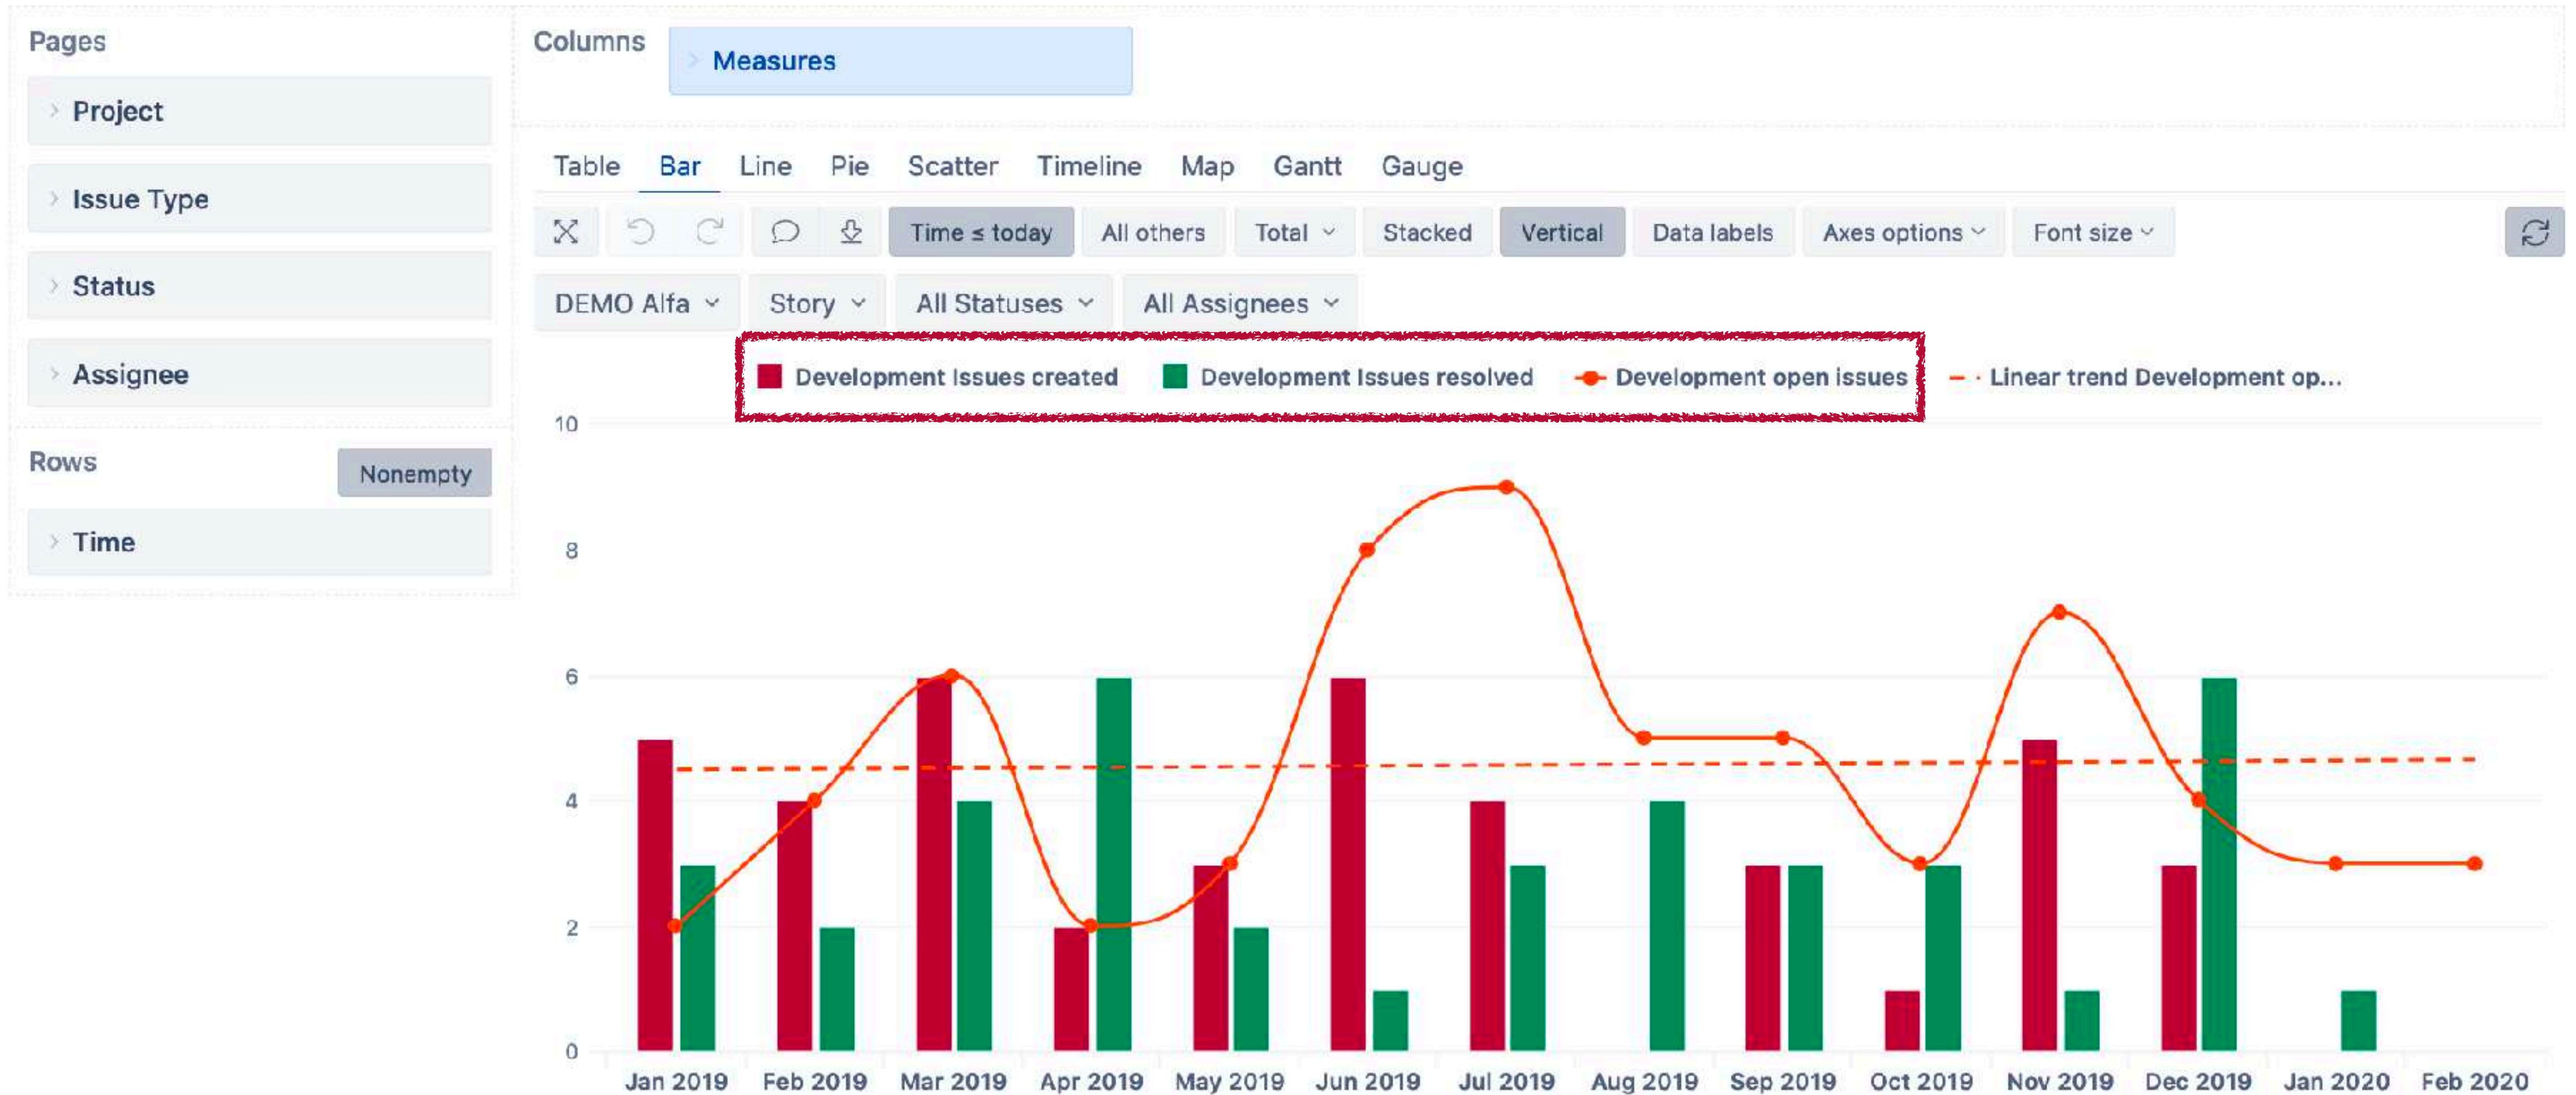 Pages
Project
Issue Type
Status
Assignee
Rows
Nonempty
Time
Columns
Measures
Table Bar Line Pie Scatter Timeline Map Gantt Gauge
Time ≤ today All others Total Stacked Vertical Data labels Axes options Font size
DEMO Alfa Story All Statuses All Assignees
Development Issues created Development Issues resolved Development open issues Linear trend Development op...
10
8
6
4
2
0
Jan 2019 Feb 2019 Mar 2019 Apr 2019 May 2019 Jun 2019 Jul 2019 Aug 2019 Sep 2019 Oct 2019 Nov 2019 Dec 2019 Jan 2020 Feb 2020